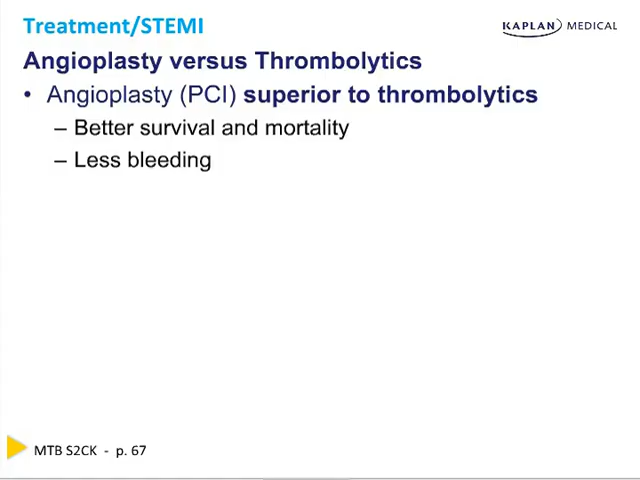 Treatment/STEMI
KAPLAN MEDICAL
Angioplasty versus Thrombolytics
• Angioplasty (PCI) superior to thrombolytics
– Better survival and mortality
– Less bleeding
MTB S2CK - p. 67